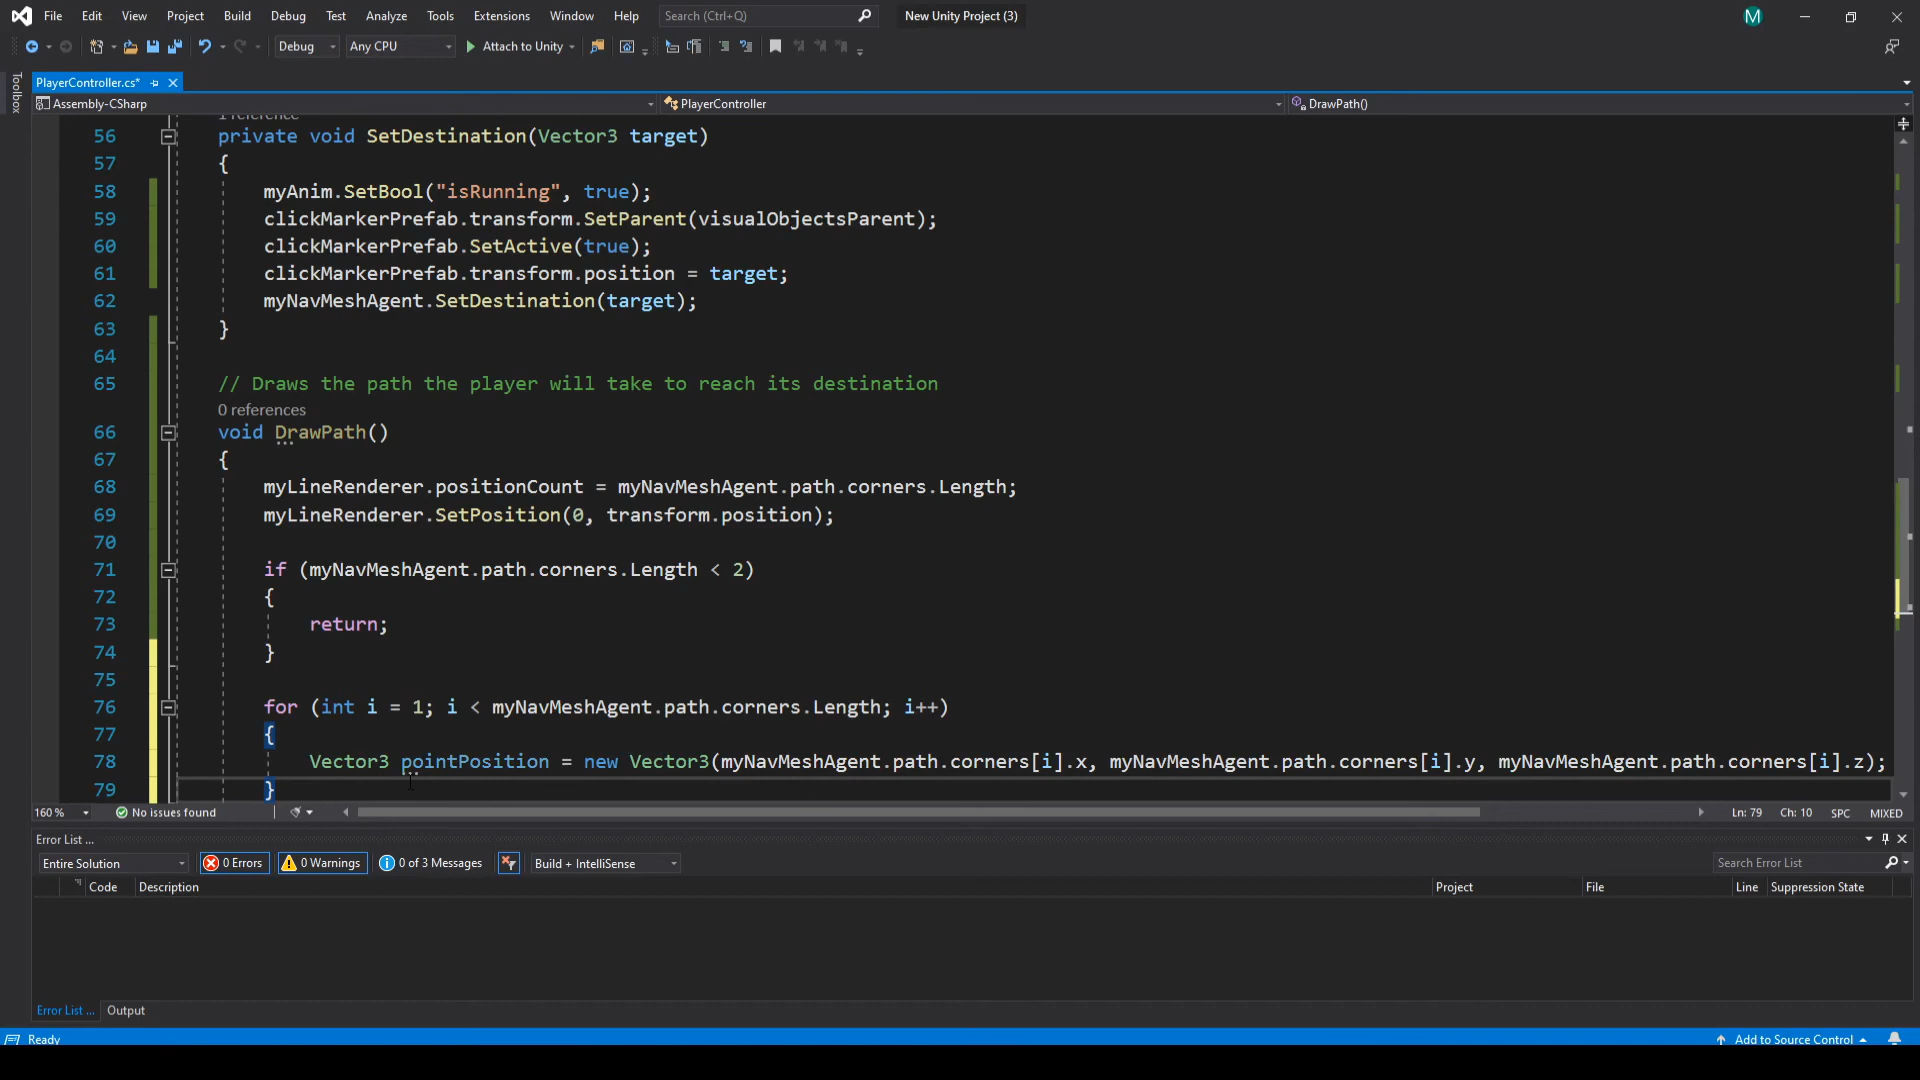 File Edit View Project Build Debug Test Analyze Tools Extensions Window Help Search (Ctrl+Q) New Unity Project (3) M
Debug Any CPU Attach to Unity
Toolbox
PlayerController.cs*
Assembly-CSharp PlayerController DrawPath()
56 private void SetDestination(Vector3 target)
57 {
58 myAnim.SetBool("isRunning", true);
59 clickMarkerPrefab.transform.SetParent(visualObjectsParent);
60 clickMarkerPrefab.SetActive(true);
61 clickMarkerPrefab.transform.position = target;
62 myNavMeshAgent.SetDestination(target);
63 }
64
65 // Draws the path the player will take to reach its destination
0 references
66 void DrawPath()
67 {
68 myLineRenderer.positionCount = myNavMeshAgent.path.corners.Length;
69 myLineRenderer.SetPosition(0, transform.position);
70
71 if (myNavMeshAgent.path.corners.Length < 2)
72 {
73 return;
74 }
75
76 for (int i = 1; i < myNavMeshAgent.path.corners.Length; i++)
77 {
78 Vector3 pointPosition = new Vector3(myNavMeshAgent.path.corners[i].x, myNavMeshAgent.path.corners[i].y, myNavMeshAgent.path.corners[i].z);
79 }
160 % No issues found Ln: 79 Ch: 10 SPC MIXED
Error List ...
Entire Solution 0 Errors 0 Warnings 0 of 3 Messages Build + IntelliSense Search Error List
Code Description Project File Line Suppression State
Error List ... Output
Ready Add to Source Control